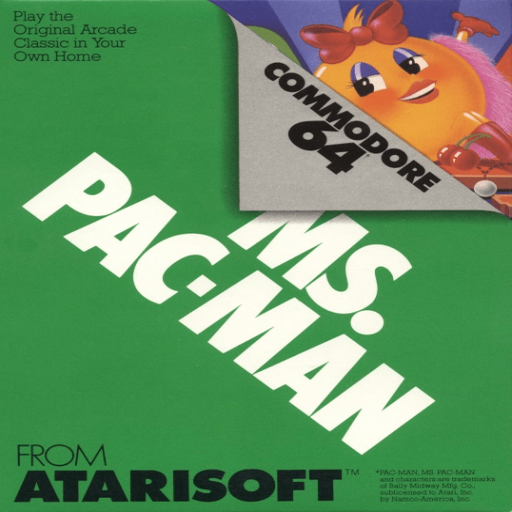 Play the
Original Arcade
Classic in Your
Own Home
COMMODORE
64
MS.
PAC-MAN
FROM
ATARISOFT™
*PAC-MAN, MS. PAC-MAN
and characters are trademarks
of Bally Midway Mfg. Co.,
sublicensed to Atari, Inc.
by Namco-America, Inc.